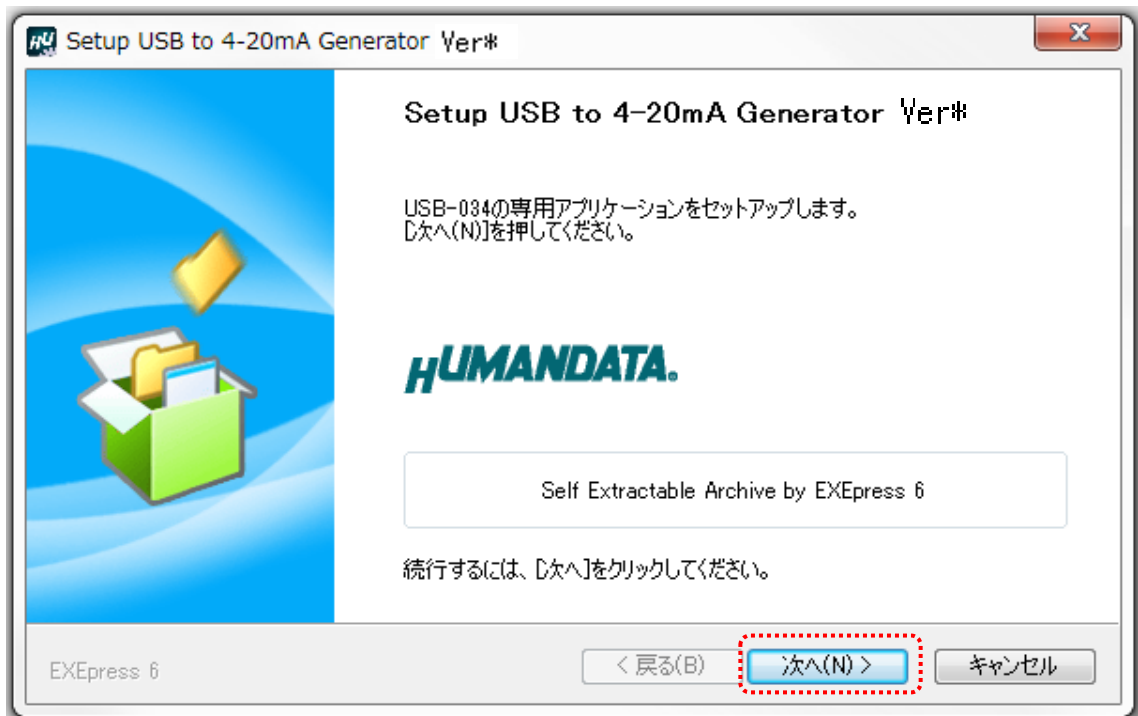 Setup USB to 4-20mA Generator Ver*
Setup USB to 4-20mA Generator Ver*
USB-034の専用アプリケーションをセットアップします。
[次へ(N)]を押してください。
HUMANDATA.
Self Extractable Archive by EXEpress 6
続行するには、[次へ]をクリックしてください。
EXEpress 6
< 戻る(B)
次へ(N) >
キャンセル